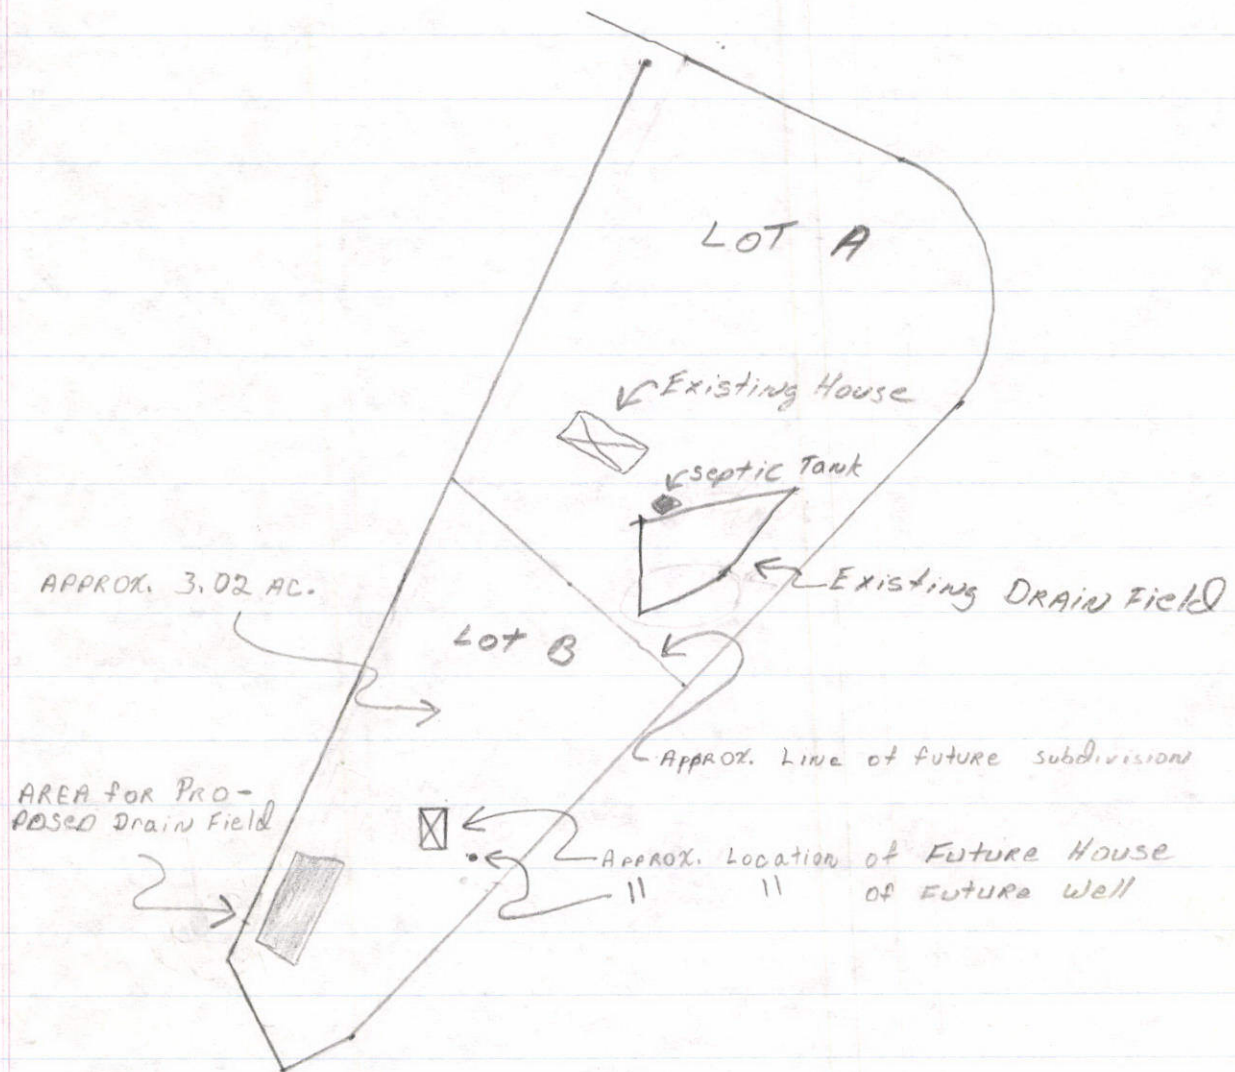 LOT A
Existing House
septic Tank
Existing DRAIN Field
APPROX. 3.02 AC.
Lot B
APPROX. Line of future subdivision
AREA for PRO-
POSED Drain Field
APPROX. Location of Future House
" " of Future Well